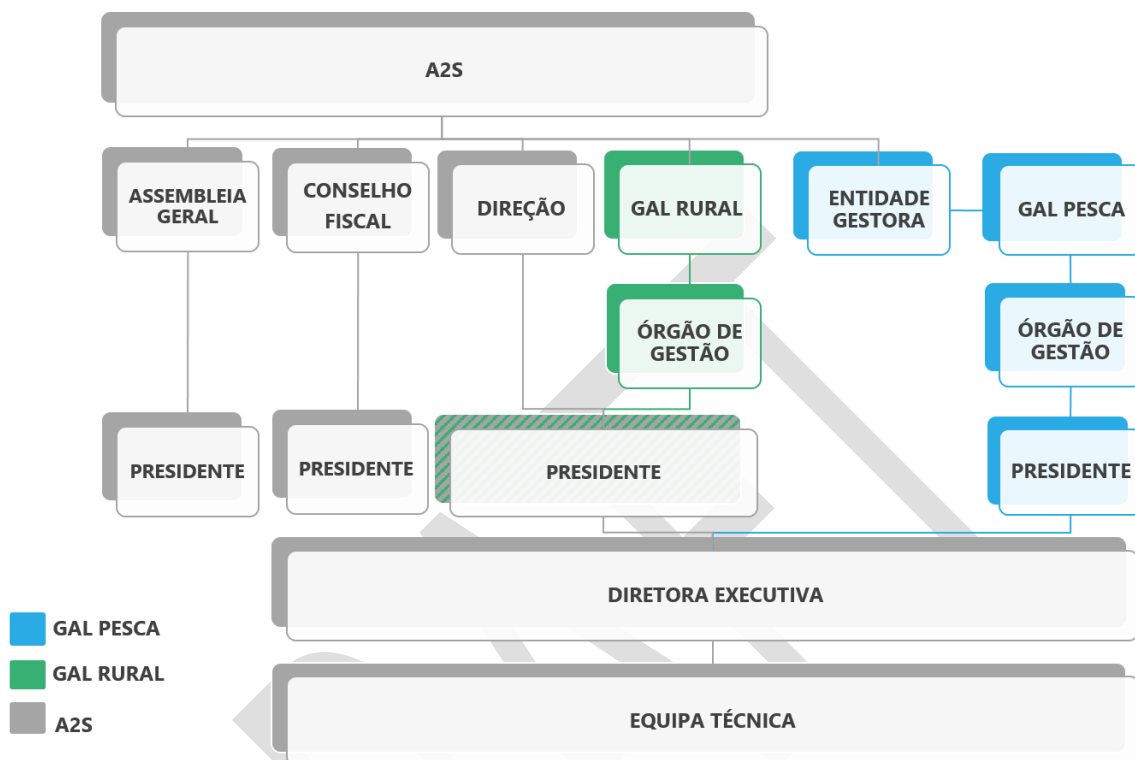 A2S
ASSEMBLEIA
GERAL
CONSELHO
FISCAL
DIREÇÃO
GAL RURAL
ENTIDADE
GESTORA
GAL PESCA
ÓRGÃO DE
GESTÃO
ÓRGÃO DE
GESTÃO
PRESIDENTE
PRESIDENTE
PRESIDENTE
PRESIDENTE
DIRETORA EXECUTIVA
EQUIPA TÉCNICA
GAL PESCA
GAL RURAL
A2S